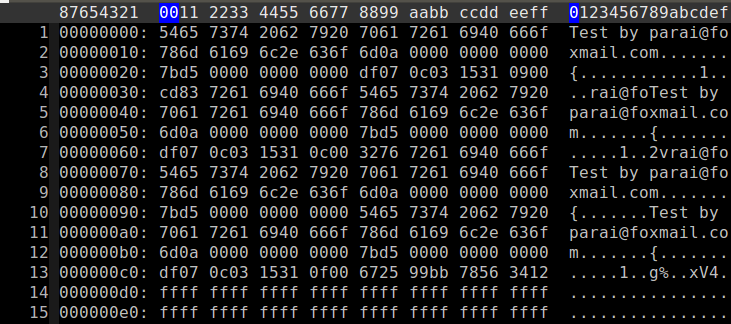 87654321 0011 2233 4455 6677 8899 aabb ccdd eeff 0123456789abcdef
1 00000000: 5465 7374 2062 7920 7061 7261 6940 666f Test by parai@fo
2 00000010: 786d 6169 6c2e 636f 6d0a 0000 0000 0000 xmail.com.......
3 00000020: 7bd5 0000 0000 0000 df07 0c03 1531 0900 {............1..
4 00000030: cd83 7261 6940 666f 5465 7374 2062 7920 ..rai@foTest by
5 00000040: 7061 7261 6940 666f 786d 6169 6c2e 636f parai@foxmail.co
6 00000050: 6d0a 0000 0000 0000 7bd5 0000 0000 0000 m.......{.......
7 00000060: df07 0c03 1531 0c00 3276 7261 6940 666f .....1..2vrai@fo
8 00000070: 5465 7374 2062 7920 7061 7261 6940 666f Test by parai@fo
9 00000080: 786d 6169 6c2e 636f 6d0a 0000 0000 0000 xmail.com.......
10 00000090: 7bd5 0000 0000 0000 5465 7374 2062 7920 {.......Test by
11 000000a0: 7061 7261 6940 666f 786d 6169 6c2e 636f parai@foxmail.co
12 000000b0: 6d0a 0000 0000 0000 7bd5 0000 0000 0000 m.......{.......
13 000000c0: df07 0c03 1531 0f00 6725 99bb 7856 3412 .....1..g%..xV4.
14 000000d0: ffff ffff ffff ffff ffff ffff ffff ffff ................
15 000000e0: ffff ffff ffff ffff ffff ffff ffff ffff ................